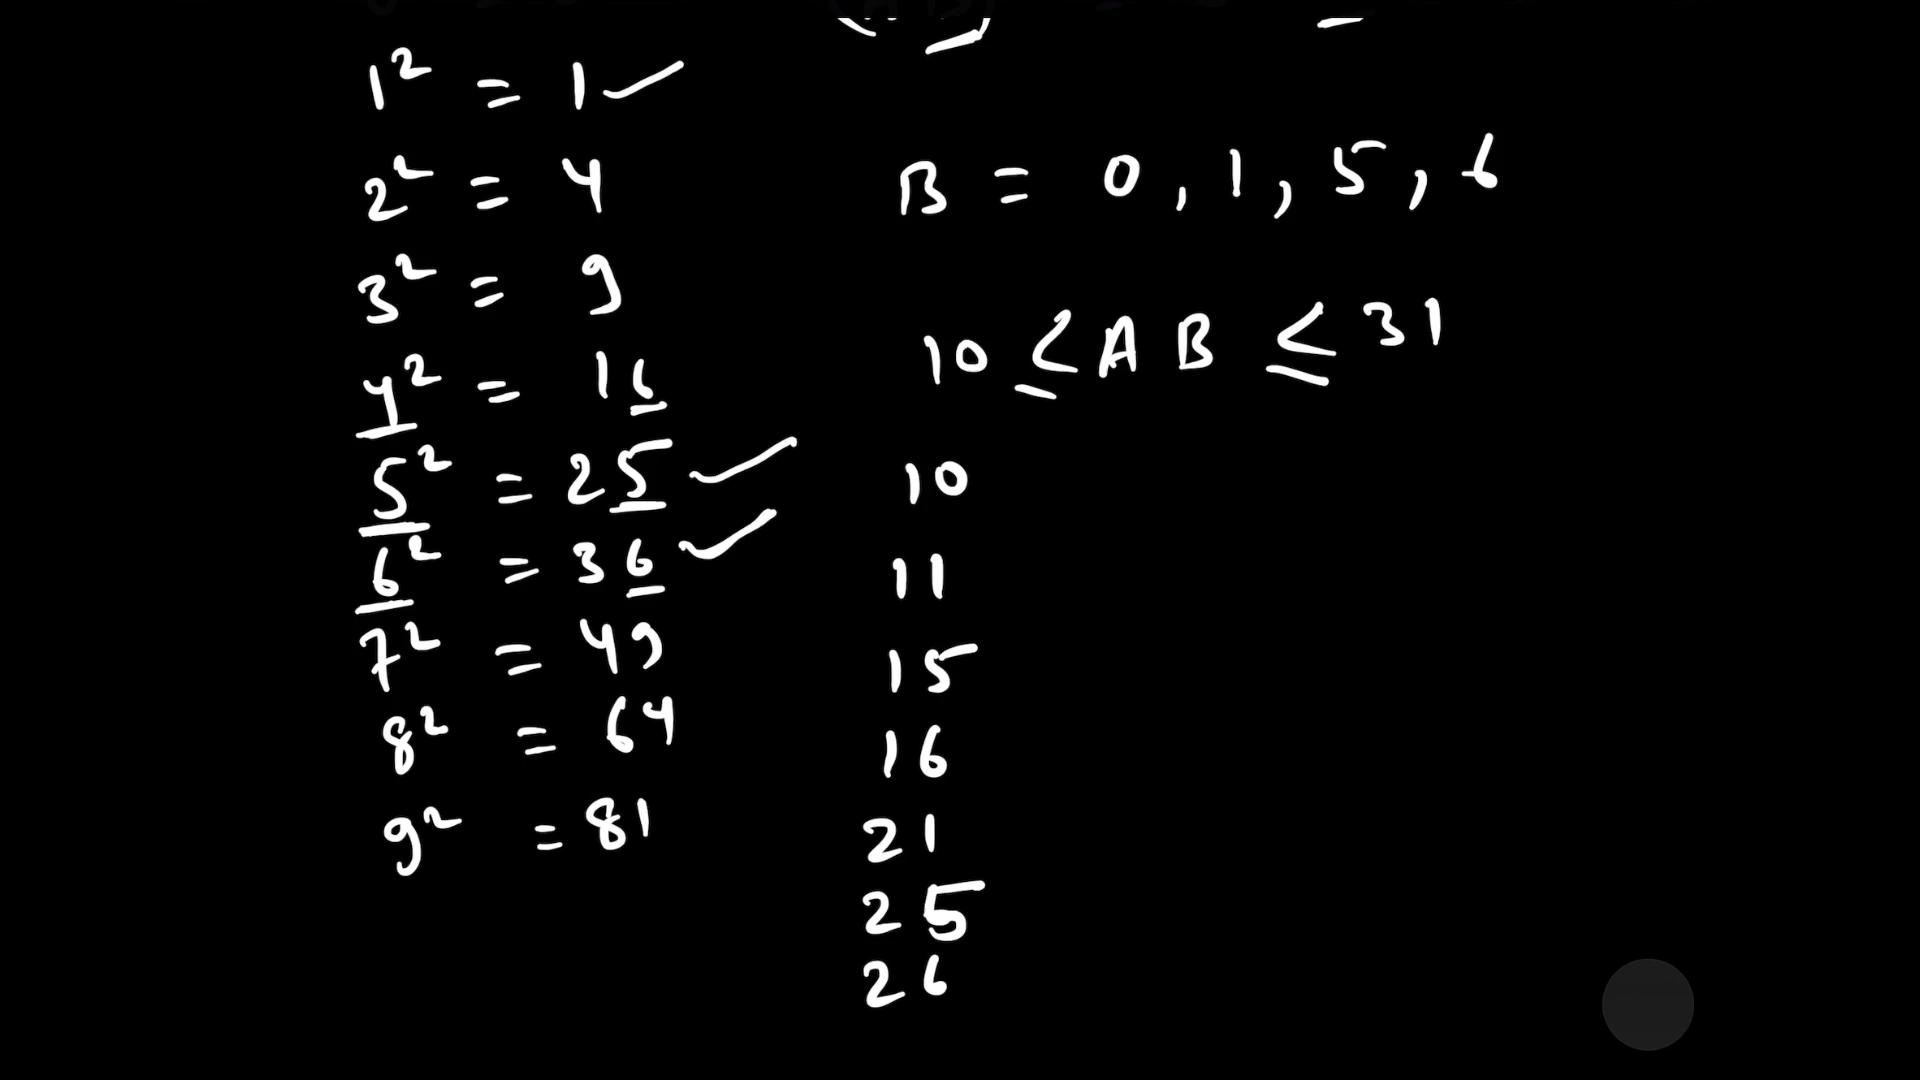 1² = 1
2² = 4
3² = 9
4² = 16
5² = 25
6² = 36
7² = 49
8² = 64
9² = 81
B = 0, 1, 5, 6
10 ≤ A B ≤ 31
10
11
15
16
21
25
26